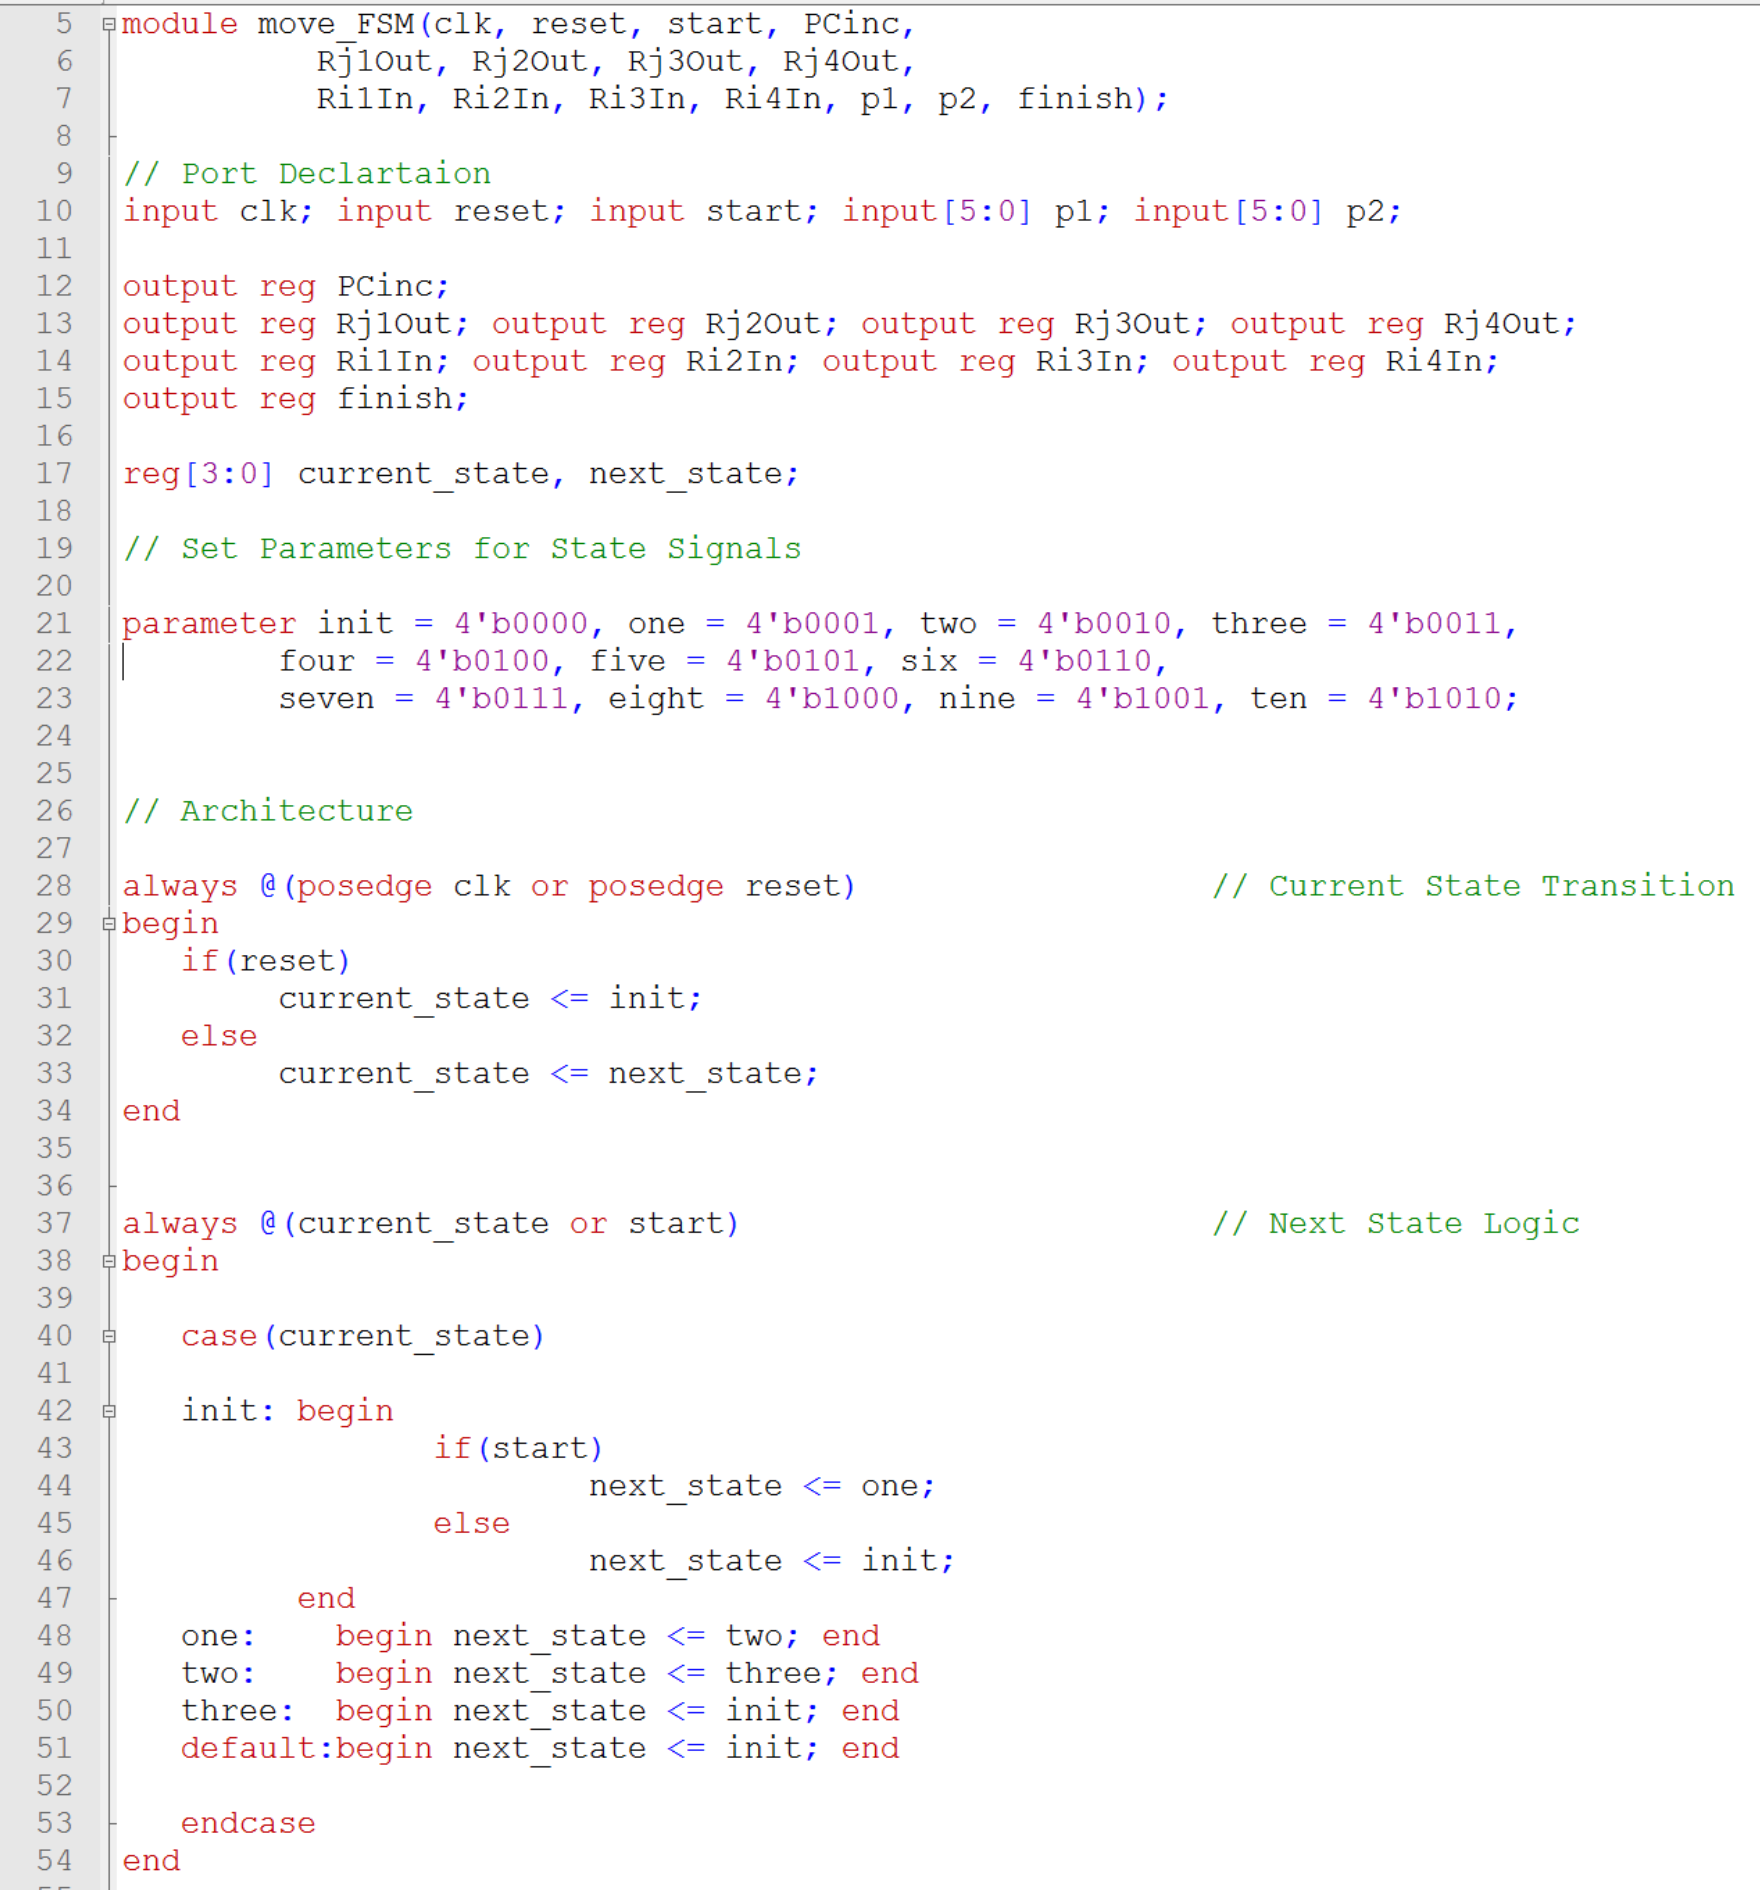 5 module move_FSM(clk, reset, start, PCinc,
6 Rj1Out, Rj2Out, Rj3Out, Rj4Out,
7 Ri1In, Ri2In, Ri3In, Ri4In, p1, p2, finish);
8
9 // Port Declartaion
10 input clk; input reset; input start; input[5:0] p1; input[5:0] p2;
11
12 output reg PCinc;
13 output reg Rj1Out; output reg Rj2Out; output reg Rj3Out; output reg Rj4Out;
14 output reg Ri1In; output reg Ri2In; output reg Ri3In; output reg Ri4In;
15 output reg finish;
16
17 reg[3:0] current_state, next_state;
18
19 // Set Parameters for State Signals
20
21 parameter init = 4'b0000, one = 4'b0001, two = 4'b0010, three = 4'b0011,
22 four = 4'b0100, five = 4'b0101, six = 4'b0110,
23 seven = 4'b0111, eight = 4'b1000, nine = 4'b1001, ten = 4'b1010;
24
25
26 // Architecture
27
28 always @(posedge clk or posedge reset) // Current State Transition
29 begin
30 if(reset)
31 current_state <= init;
32 else
33 current_state <= next_state;
34 end
35
36
37 always @(current_state or start) // Next State Logic
38 begin
39
40 case(current_state)
41
42 init: begin
43 if(start)
44 next_state <= one;
45 else
46 next_state <= init;
47 end
48 one: begin next_state <= two; end
49 two: begin next_state <= three; end
50 three: begin next_state <= init; end
51 default:begin next_state <= init; end
52
53 endcase
54 end